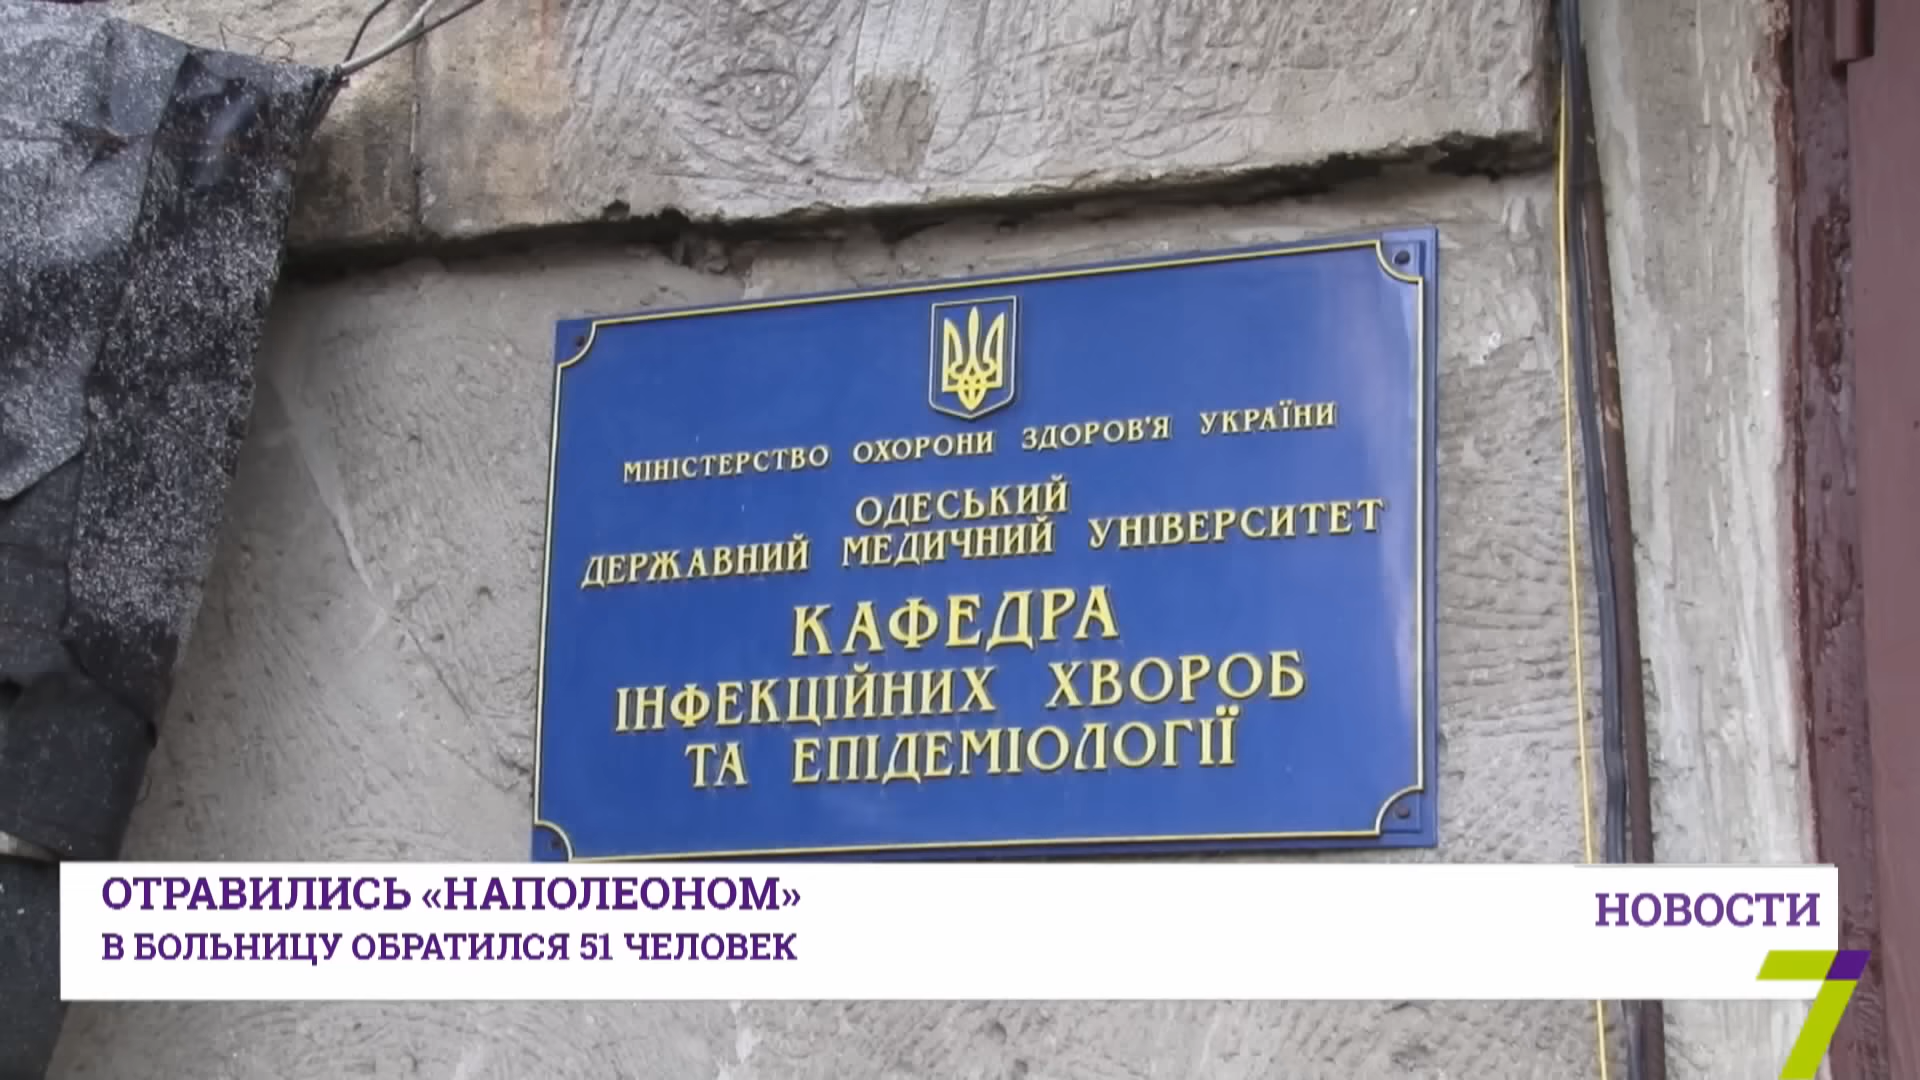 МІНІСТЕРСТВО ОХОРОНИ ЗДОРОВ'Я УКРАЇНИ
ОДЕСЬКИЙ
ДЕРЖАВНИЙ МЕДИЧНИЙ УНІВЕРСИТЕТ
КАФЕДРА
ІНФЕКЦІЙНИХ ХВОРОБ
ТА ЕПІДЕМІОЛОГІЇ
ОТРАВИЛИСЬ «НАПОЛЕОНОМ»
В БОЛЬНИЦУ ОБРАТИЛСЯ 51 ЧЕЛОВЕК
НОВОСТИ
7